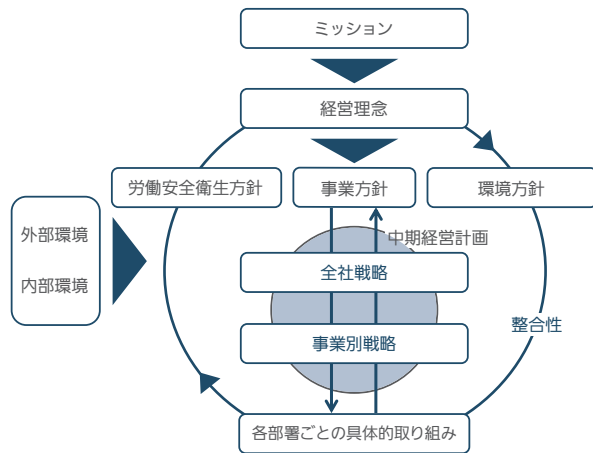 ミッション
経営理念
労働安全衛生方針
事業方針
環境方針
外部環境
内部環境
中期経営計画
全社戦略
事業別戦略
整合性
各部署ごとの具体的取り組み